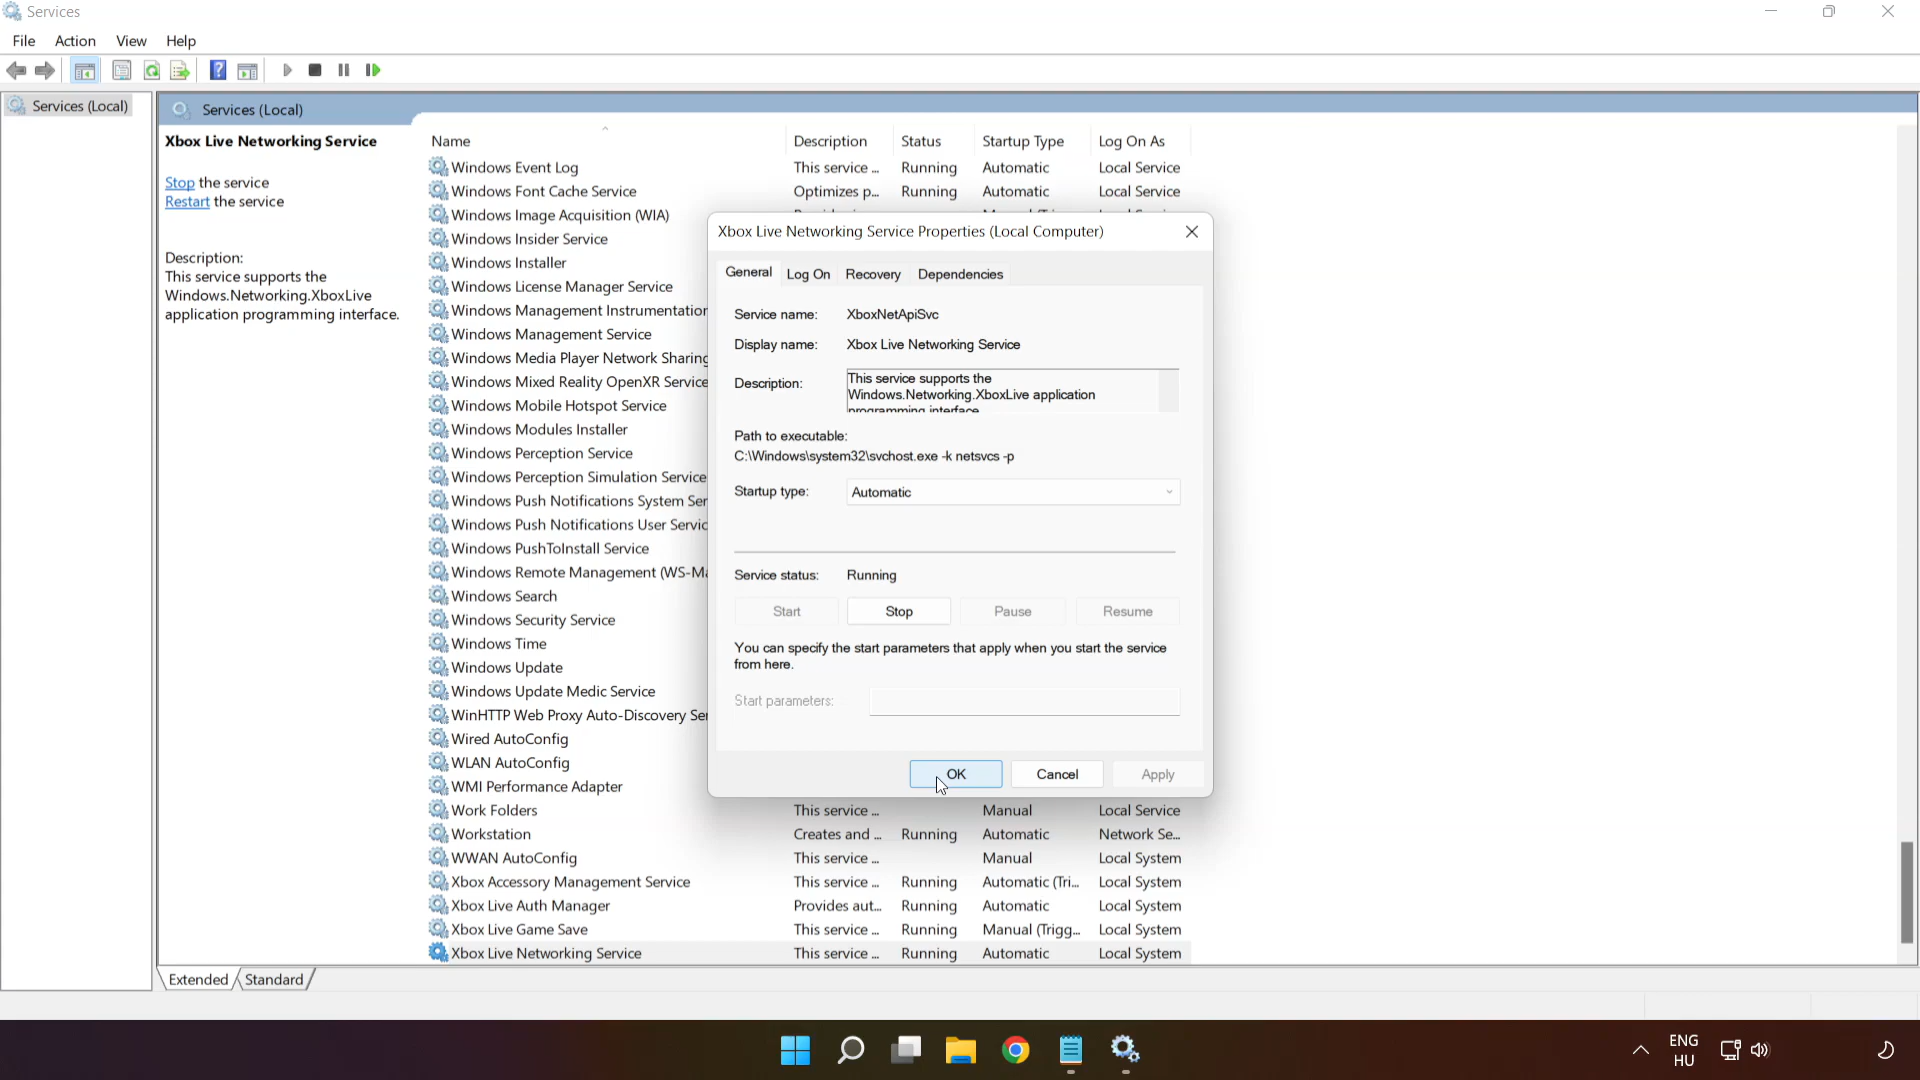 Services
File Action View Help
Services (Local)
Services (Local)
Xbox Live Networking Service
Stop the service
Restart the service
Description:
This service supports the
Windows.Networking.XboxLive
application programming interface.
Name Description Status Startup Type Log On As
Windows Event Log This service ... Running Automatic Local Service
Windows Font Cache Service Optimizes p... Running Automatic Local Service
Windows Image Acquisition (WIA)
Windows Insider Service
Windows Installer
Windows License Manager Service
Windows Management Instrumentation
Windows Management Service
Windows Media Player Network Sharing
Windows Mixed Reality OpenXR Service
Windows Mobile Hotspot Service
Windows Modules Installer
Windows Perception Service
Windows Perception Simulation Service
Windows Push Notifications System Ser
Windows Push Notifications User Servic
Windows PushToInstall Service
Windows Remote Management (WS-Ma
Windows Search
Windows Security Service
Windows Time
Windows Update
Windows Update Medic Service
WinHTTP Web Proxy Auto-Discovery Ser
Wired AutoConfig
WLAN AutoConfig
WMI Performance Adapter
Work Folders This service ... Manual Local Service
Workstation Creates and ... Running Automatic Network Se...
WWAN AutoConfig This service ... Manual Local System
Xbox Accessory Management Service This service ... Running Automatic (Tri... Local System
Xbox Live Auth Manager Provides aut... Running Automatic Local System
Xbox Live Game Save This service ... Running Manual (Trigg... Local System
Xbox Live Networking Service This service ... Running Automatic Local System
Xbox Live Networking Service Properties (Local Computer)
General Log On Recovery Dependencies
Service name: XboxNetApiSvc
Display name: Xbox Live Networking Service
Description: This service supports the
Windows.Networking.XboxLive application
programming interface
Path to executable:
C:\Windows\system32\svchost.exe -k netsvcs -p
Startup type: Automatic
Service status: Running
Start Stop Pause Resume
You can specify the start parameters that apply when you start the service
from here.
Start parameters:
OK Cancel Apply
Extended Standard
ENG
HU